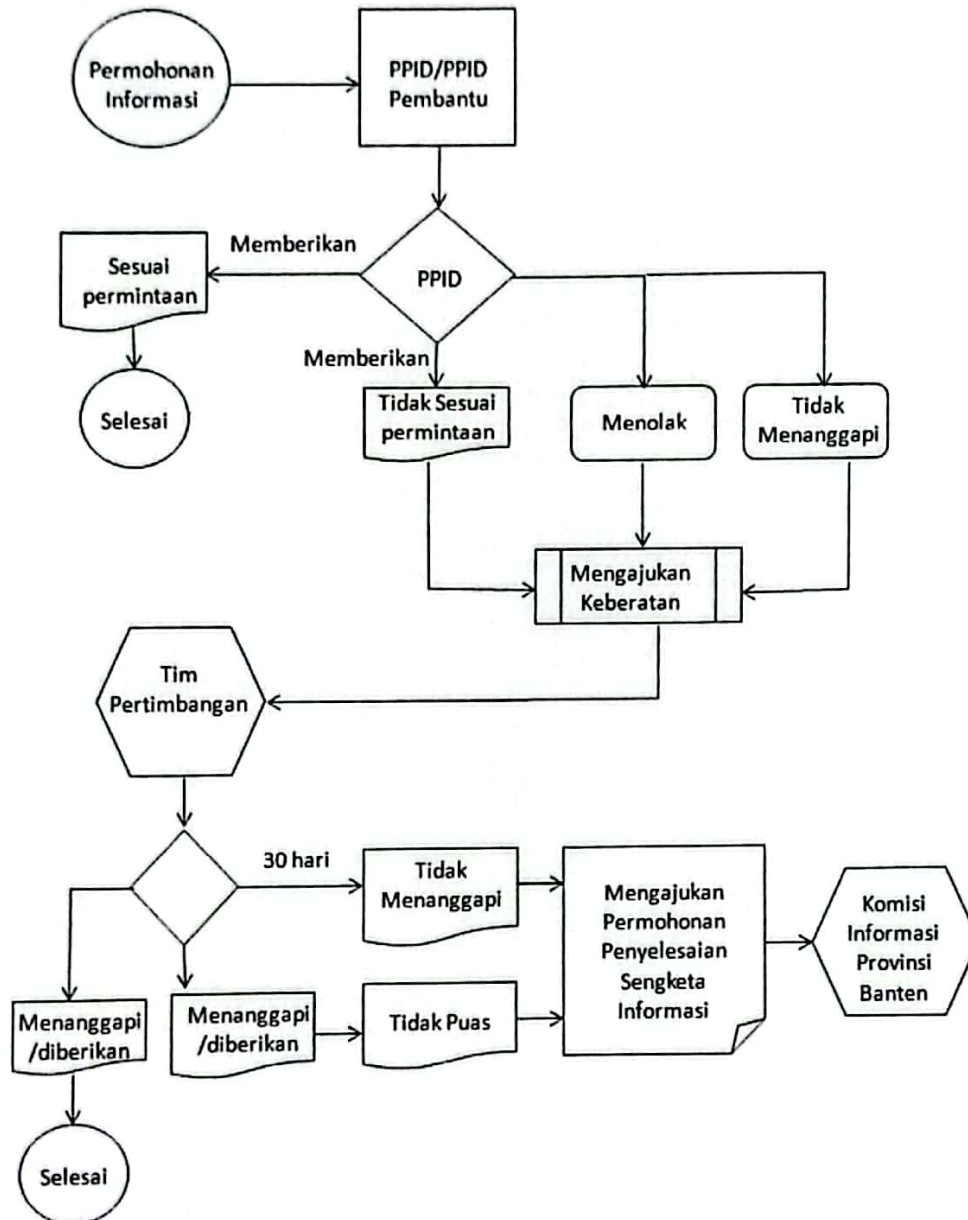 Permohonan
Informasi
PPID/PPID
Pembantu
Memberikan
Sesuai
permintaan
PPID
Memberikan
Selesai
Tidak Sesuai
permintaan
Menolak
Tidak
Menanggapi
Mengajukan
Keberatan
Tim
Pertimbangan
30 hari
Tidak
Menanggapi
Mengajukan
Permohonan
Penyelesaian
Sengketa
Informasi
Komisi
Informasi
Provinsi
Banten
Menanggapi
/diberikan
Menanggapi
/diberikan
Tidak Puas
Selesai